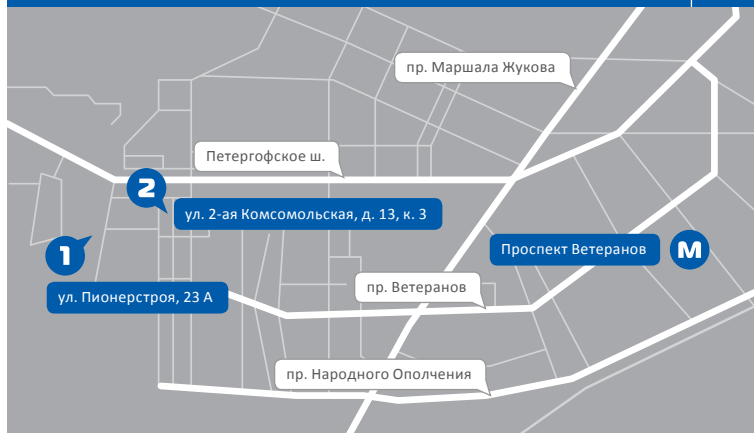 пр. Маршала Жукова
Петергофское ш.
2
ул. 2-ая Комсомольская, д. 13, к. 3
1
Проспект Ветеранов
М
ул. Пионерстроя, 23 А
пр. Ветеранов
пр. Народного Ополчения